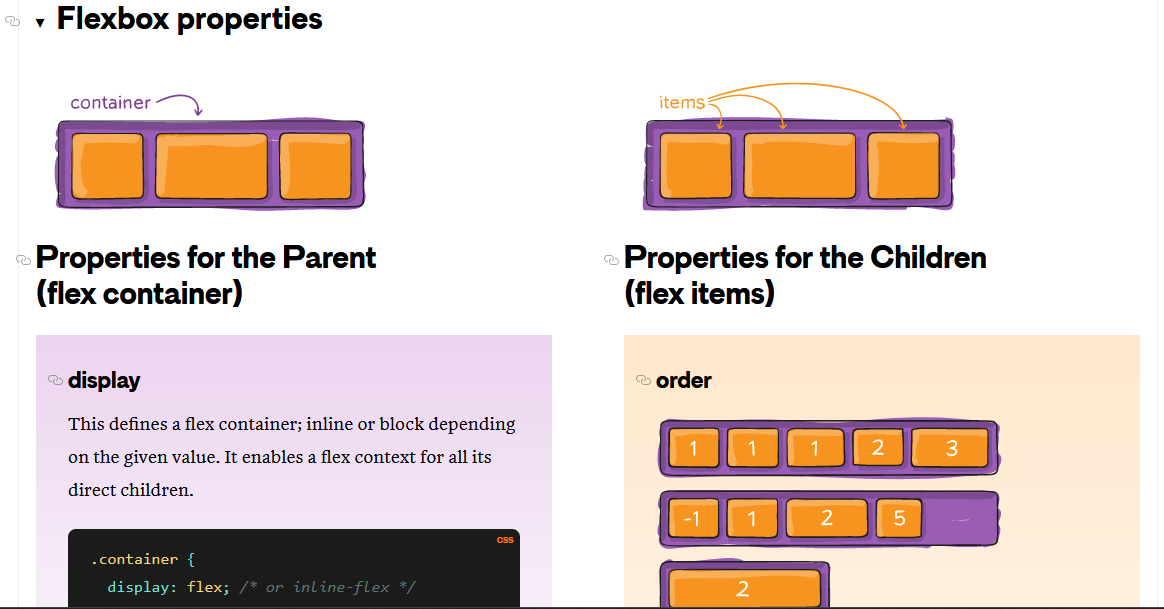 Flexbox properties
container
Properties for the Parent
(flex container)
display
This defines a flex container; inline or block depending
on the given value. It enables a flex context for all its
direct children.
CSS
.container {
display: flex; /* or inline-flex */
items
Properties for the Children
(flex items)
order
1 1 1 2 3
-1 1 2 5
2